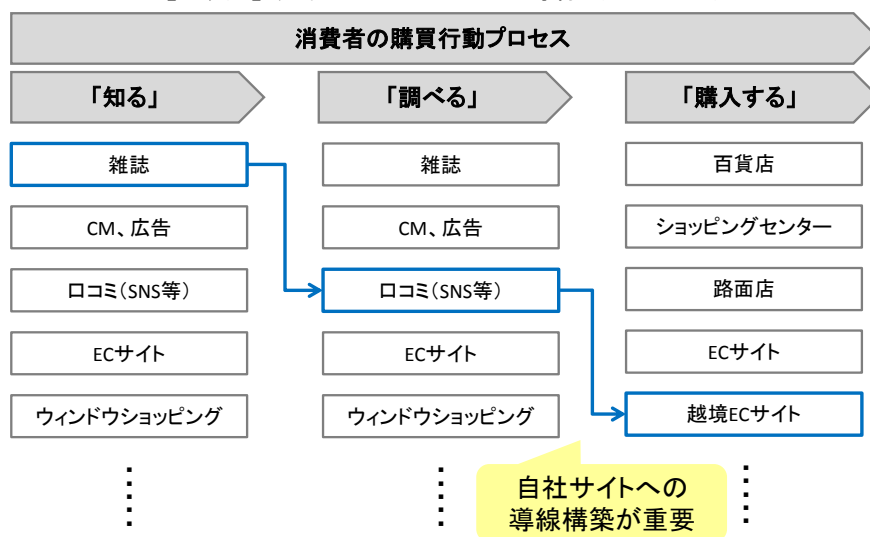 消費者の購買行動プロセス
「知る」
「調べる」
「購入する」
雑誌
雑誌
百貨店
CM、広告
CM、広告
ショッピングセンター
口コミ(SNS等)
口コミ(SNS等)
路面店
ECサイト
ECサイト
ECサイト
ウィンドウショッピング
ウィンドウショッピング
越境ECサイト
自社サイトへの
導線構築が重要